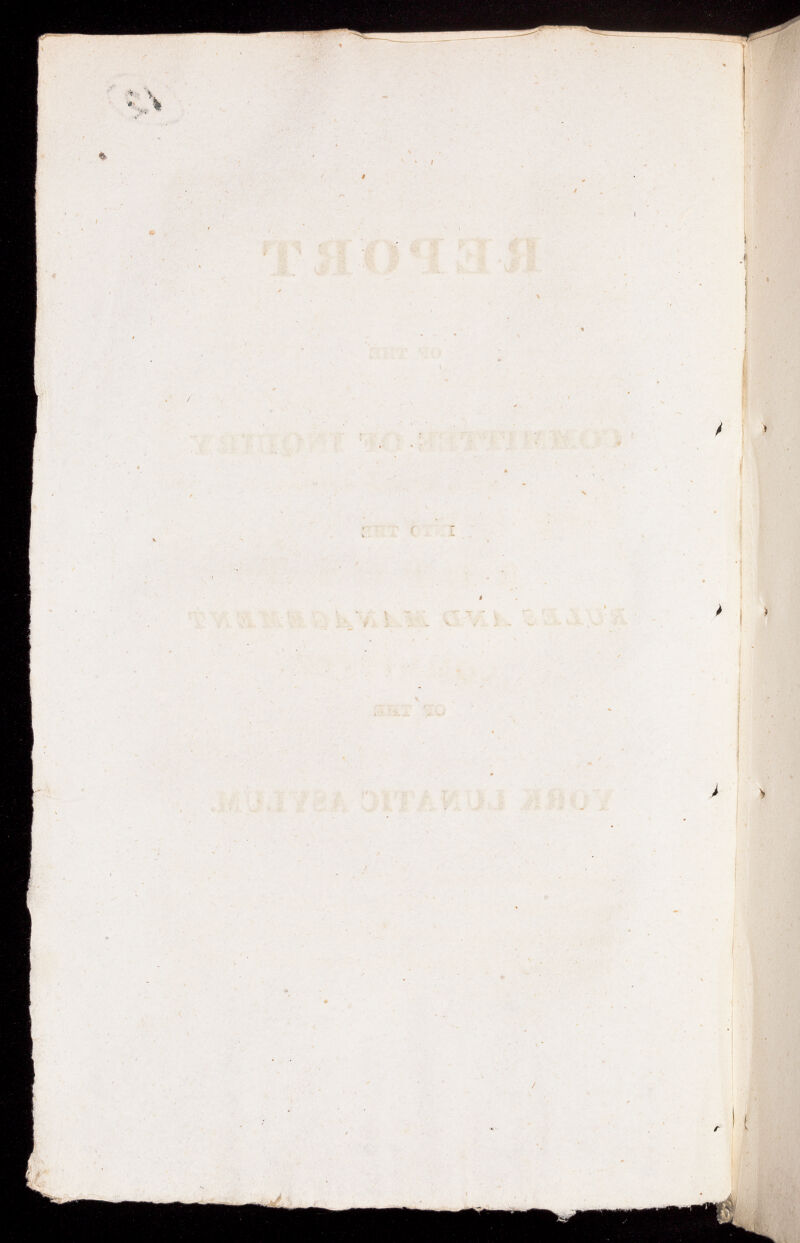 REPORT
OF THE
COMMITTEE OF INQUIRY
INTO THE
RULES AND MANAGEMENT
OF THE
YORK LUNATIC ASYLUM.